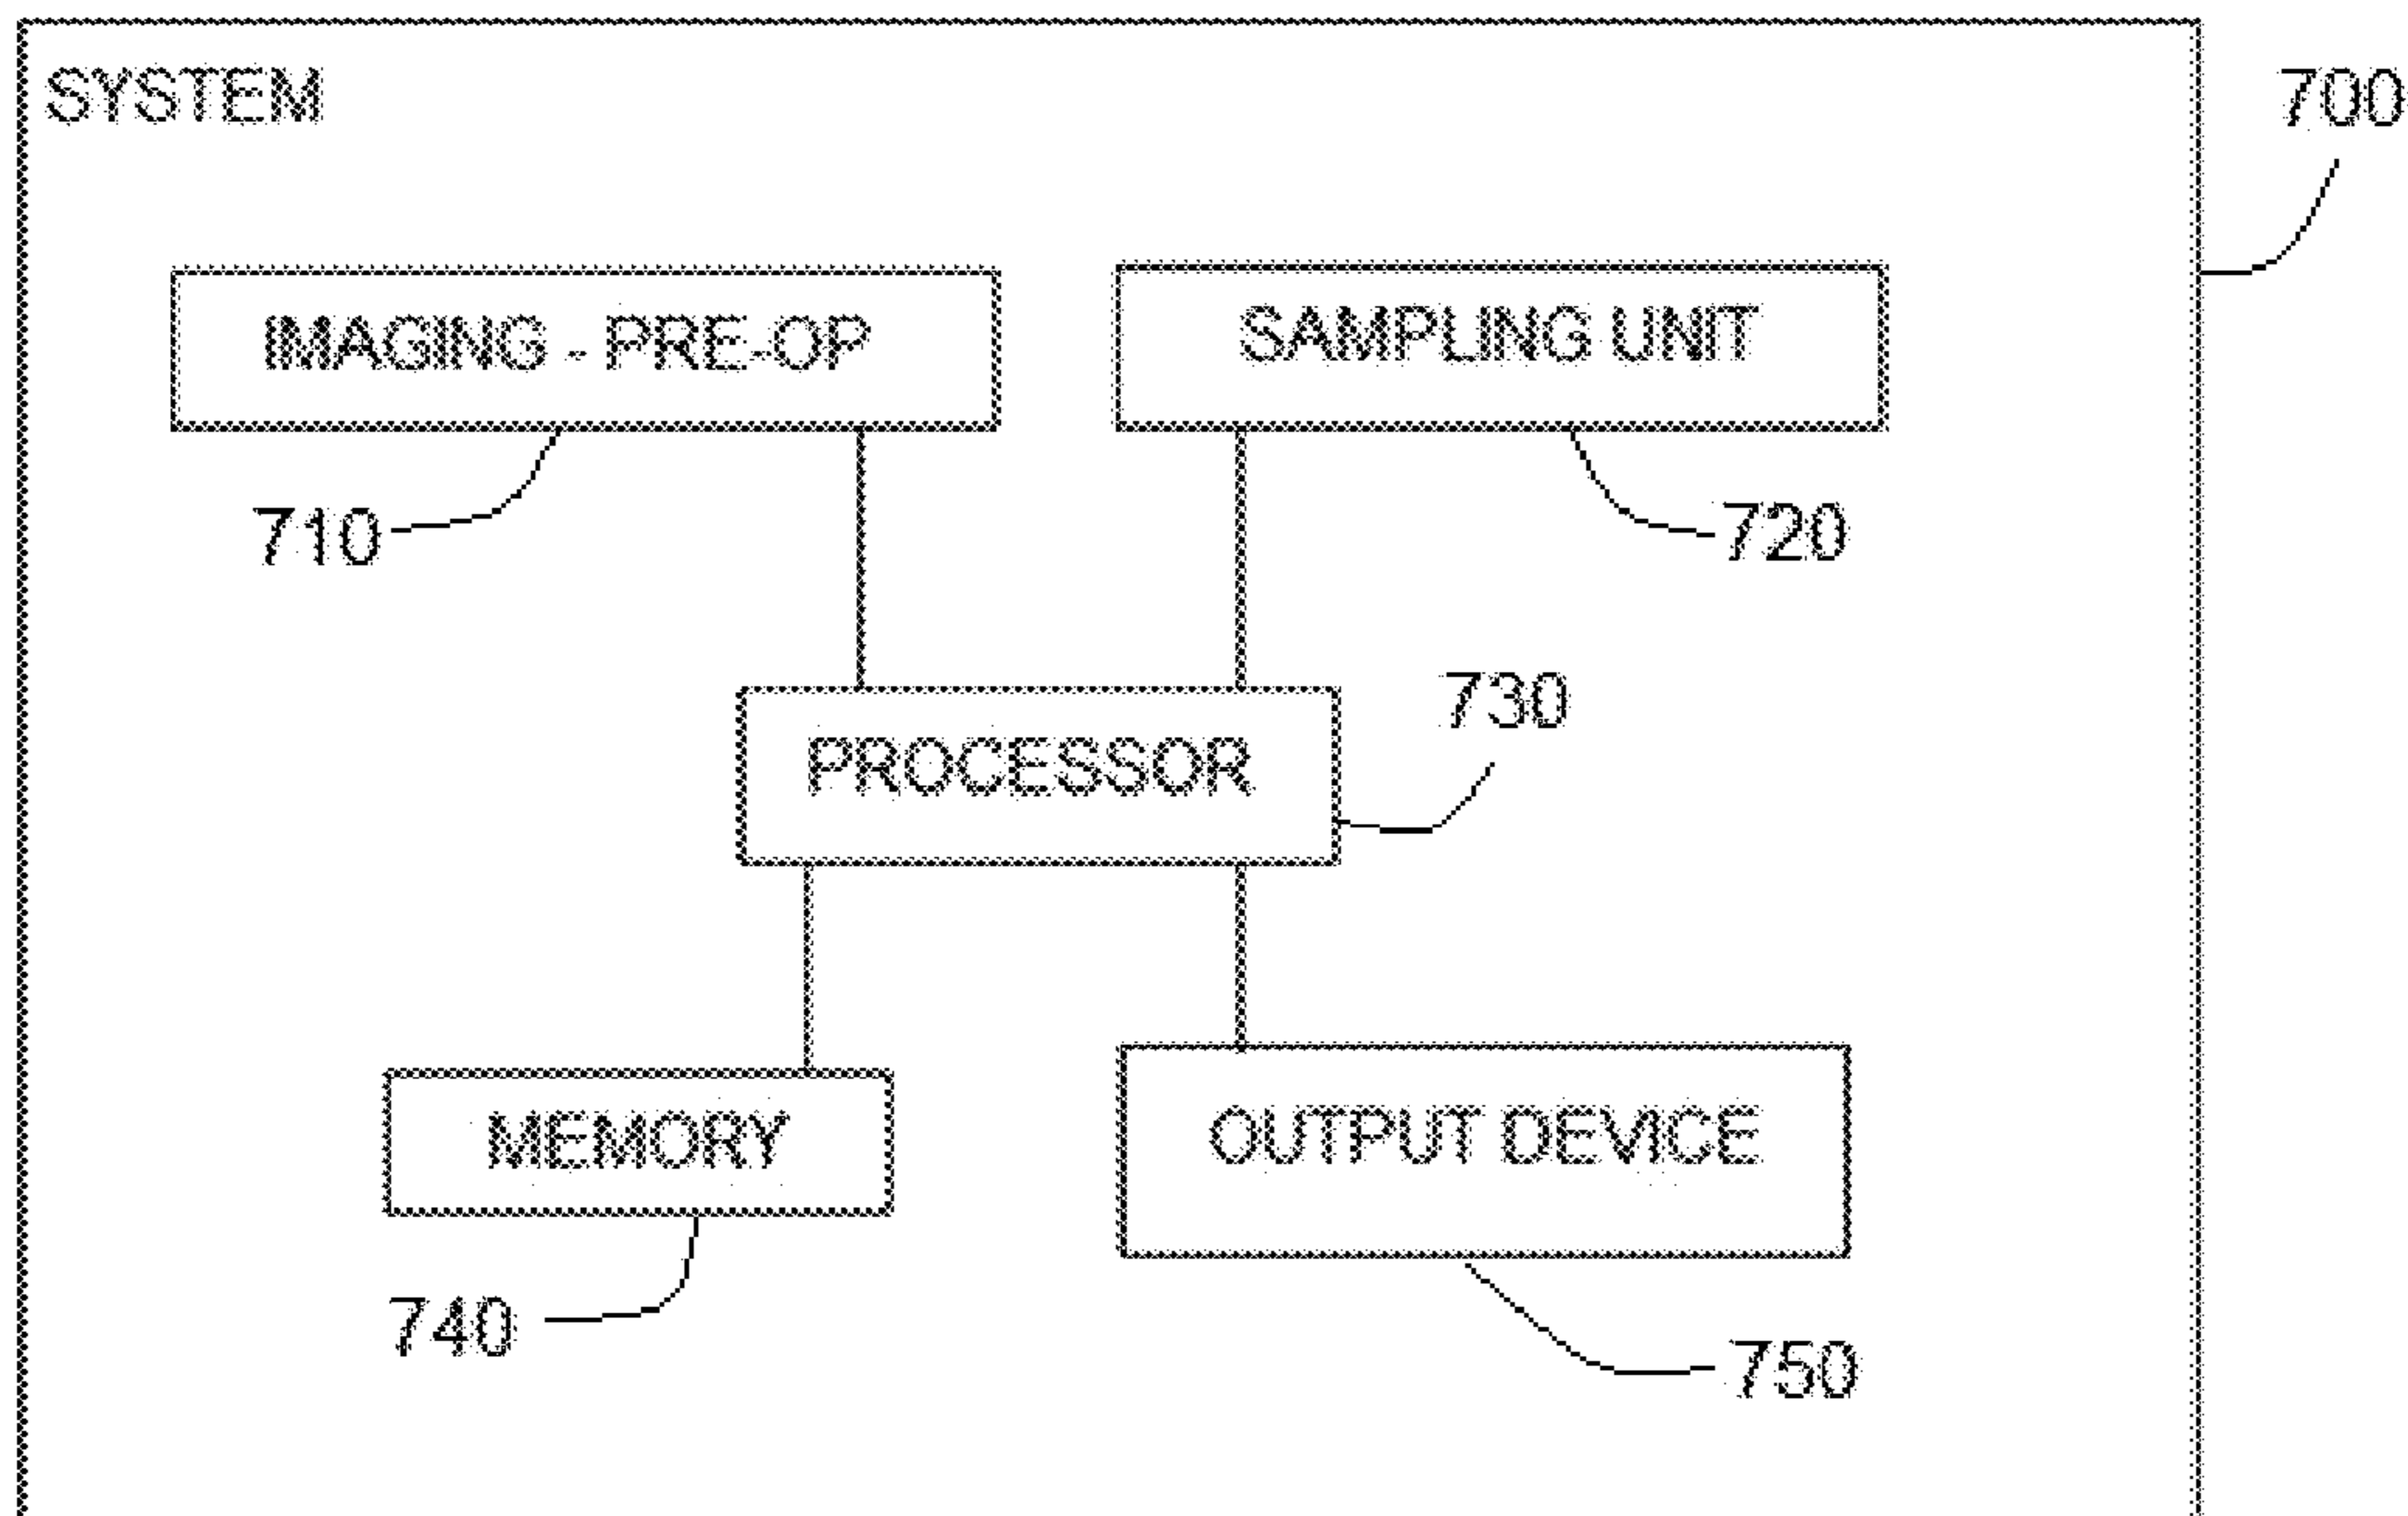 SYSTEM
700
IMAGING - PRE-OP
SAMPLING UNIT
710
720
730
PROCESSOR
MEMORY
OUTPUT DEVICE
740
750